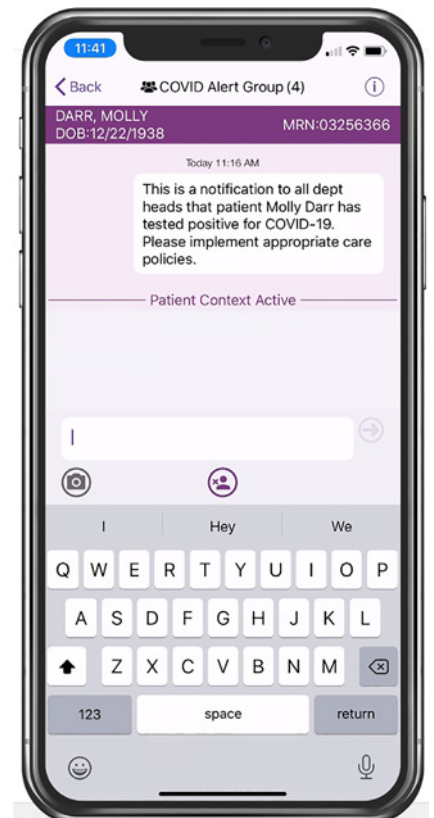 11:41
Back COVID Alert Group (4) i
DARR, MOLLY
DOB:12/22/1938 MRN:03256366
Today 11:16 AM
This is a notification to all dept
heads that patient Molly Darr has
tested positive for COVID-19.
Please implement appropriate care
policies.
Patient Context Active
I Hey We
Q W E R T Y U I O P
A S D F G H J K L
Z X C V B N M
123 space return